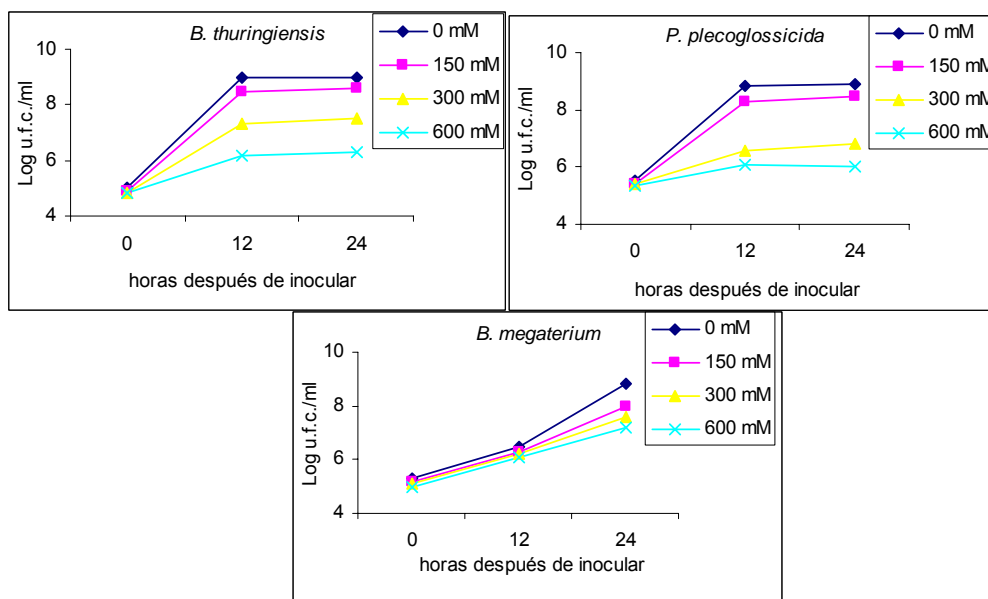 B. thuringiensis
0 mM
150 mM
300 mM
600 mM
Log u.f.c./ml
10
8
6
4
0 12 24
horas después de inocular
P. plecoglossicida
0 mM
150 mM
300 mM
600 mM
Log u.f.c./ml
10
8
6
4
0 12 24
horas después de inocular
B. megaterium
0 mM
150 mM
300 mM
600 mM
Log u.f.c./ml
10
8
6
4
0 12 24
horas después de inocular